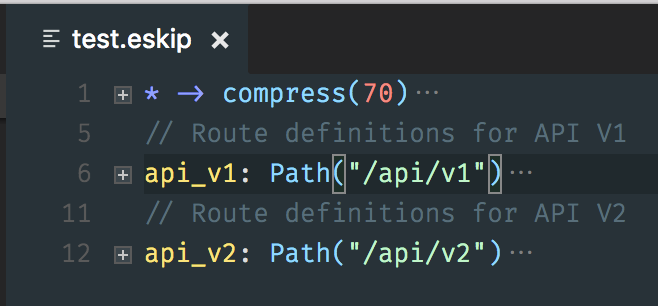 test.eskip ×
1 * -> compress(70)···
5 // Route definitions for API V1
6 api_v1: Path("/api/v1")···
11 // Route definitions for API V2
12 api_v2: Path("/api/v2")···